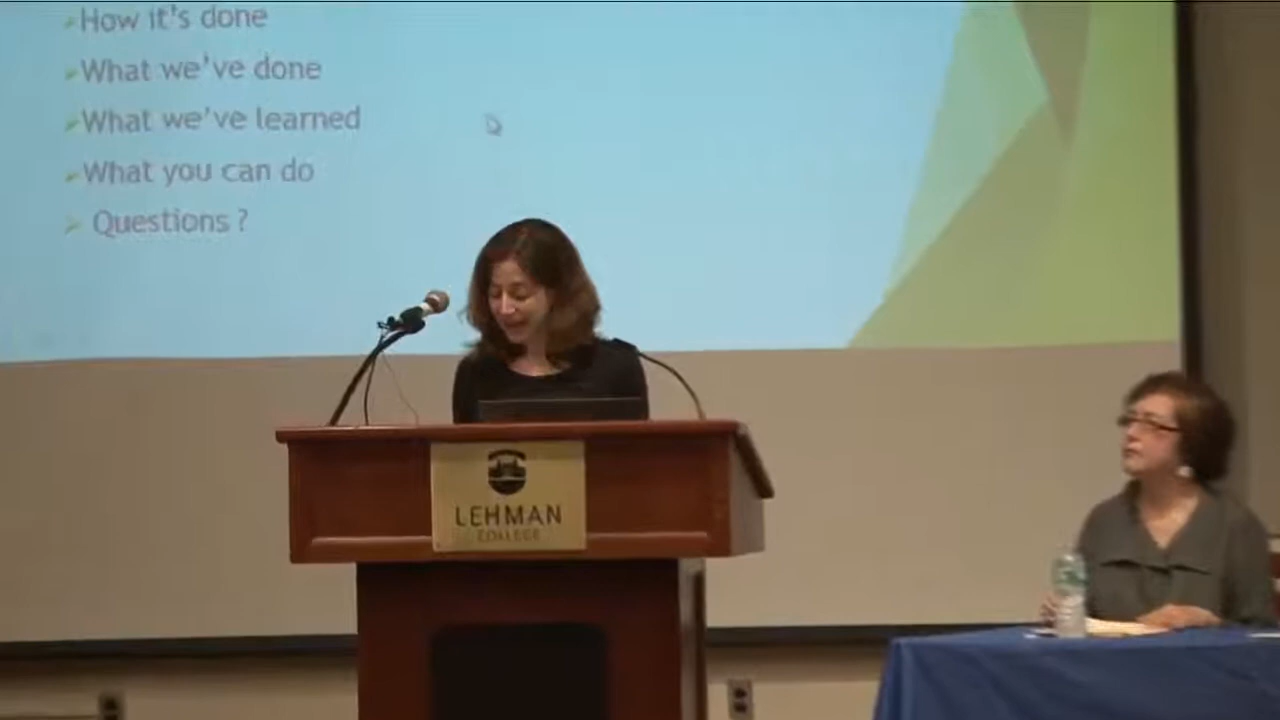 How it's done
What we've done
What we've learned
What you can do
Questions ?
LEHMAN
COLLEGE